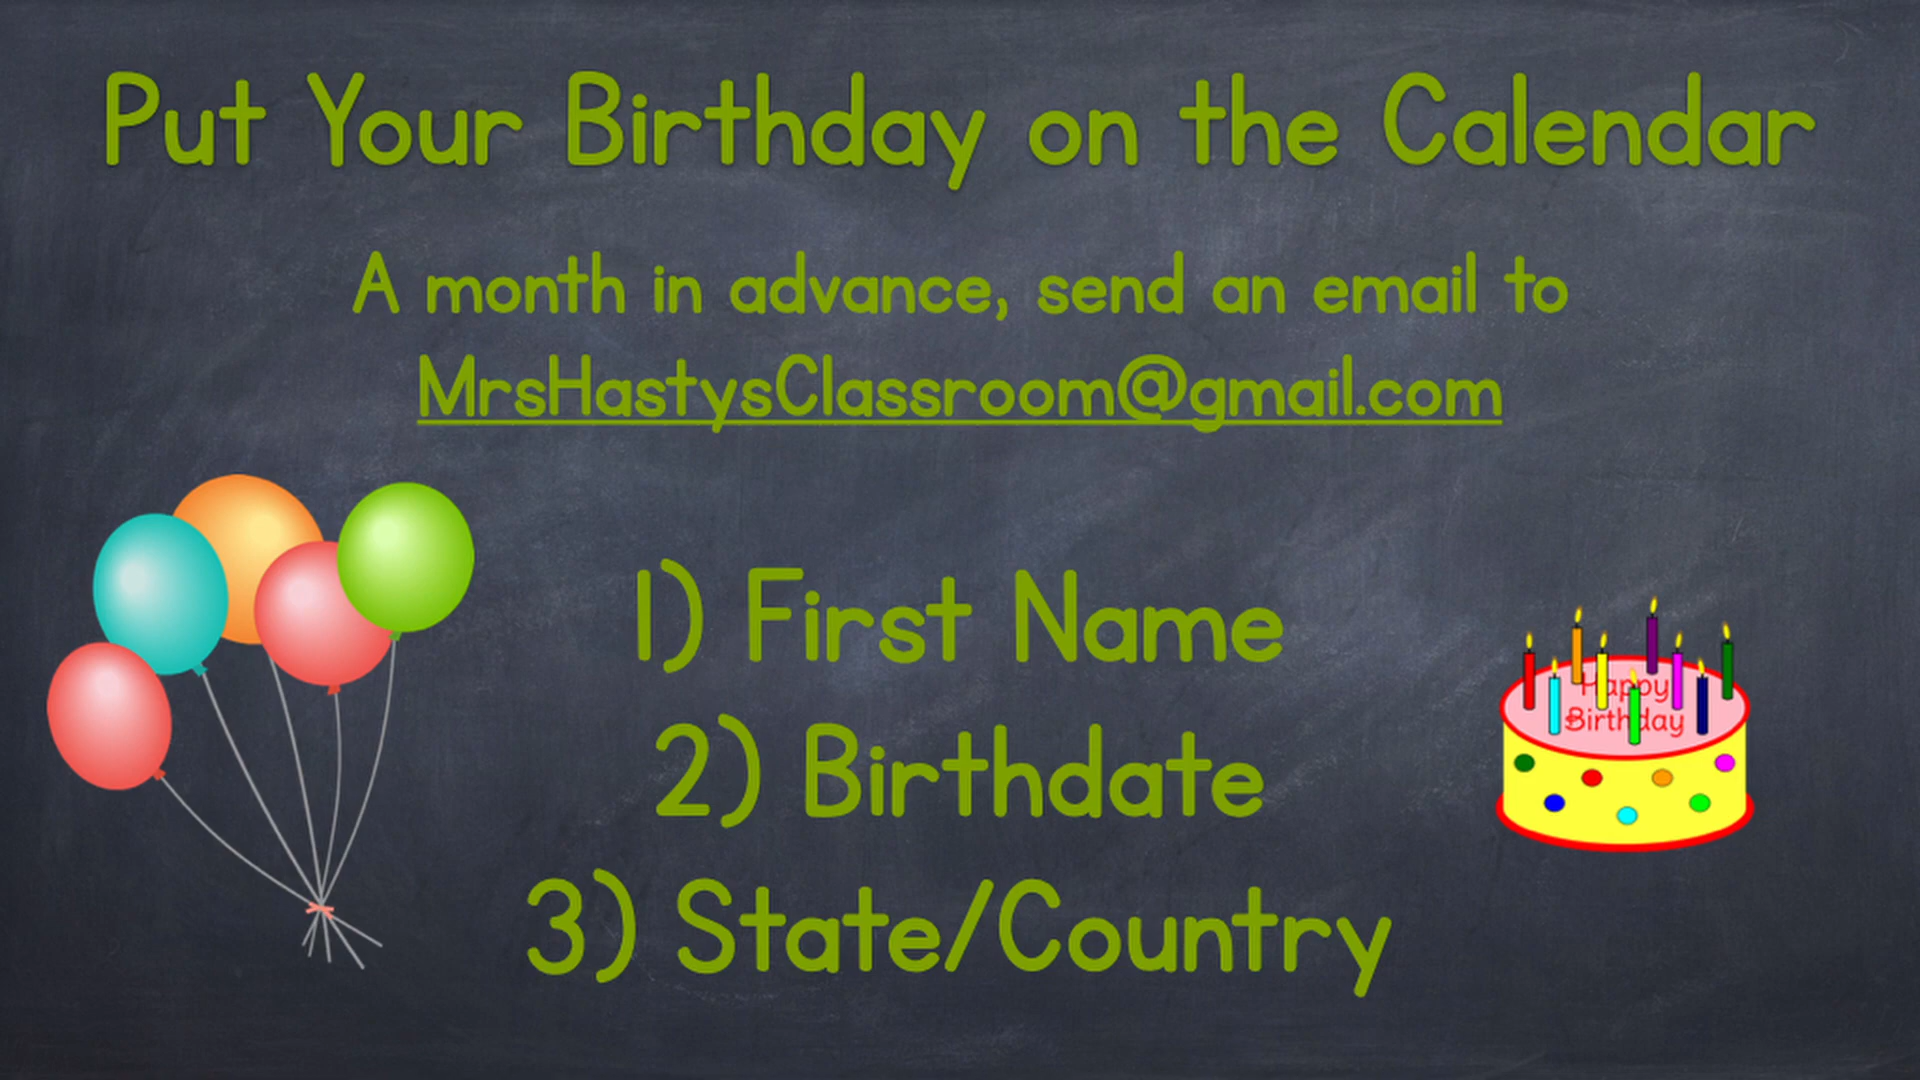 Put Your Birthday on the Calendar
A month in advance, send an email to
MrsHastysClassroom@gmail.com
1) First Name
2) Birthdate
3) State/Country
Happy
Birthday